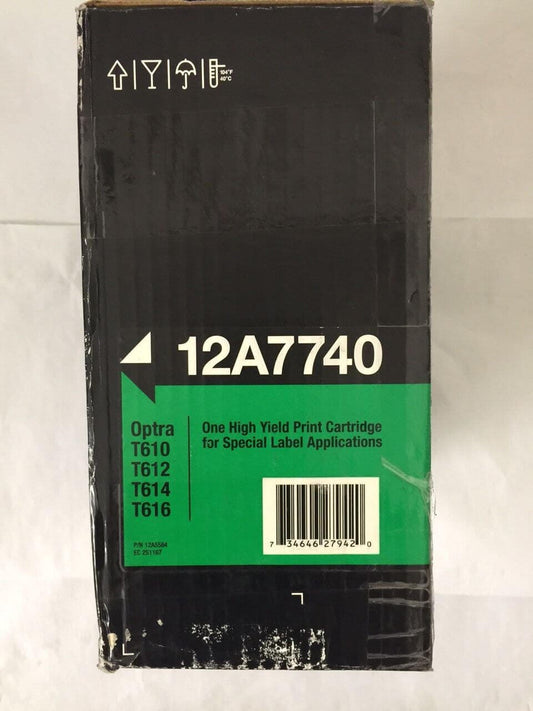 104°F
40°C
12A7740
Optra
T610
T612
T614
T616
One High Yield Print Cartridge
for Special Label Applications
P/N 12A5584
EC 2S1167
7 34646 27942 0